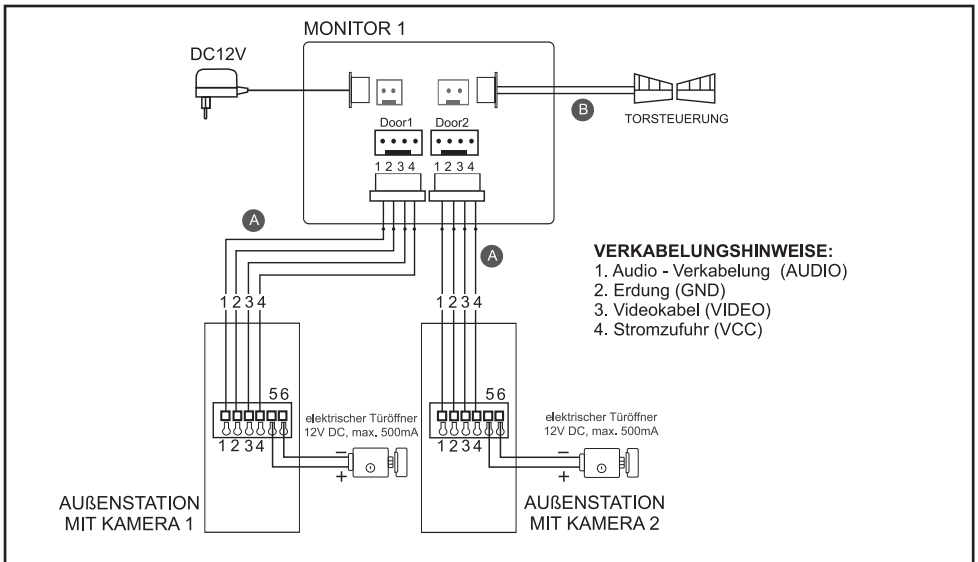 MONITOR 1
DC12V
Door1 Door2
B
TORSTEUERUNG
1 2 3 4 1 2 3 4
A
A
VERKABELUNGSHINWEISE:
1. Audio - Verkabelung (AUDIO)
2. Erdung (GND)
3. Videokabel (VIDEO)
4. Stromzufuhr (VCC)
1 2 3 4 1 2 3 4
5 6 5 6
elektrischer Türöffner
12V DC, max. 500mA
elektrischer Türöffner
12V DC, max. 500mA
1 2 3 4 1 2 3 4
−
+
−
+
AUßENSTATION
MIT KAMERA 1
AUßENSTATION
MIT KAMERA 2